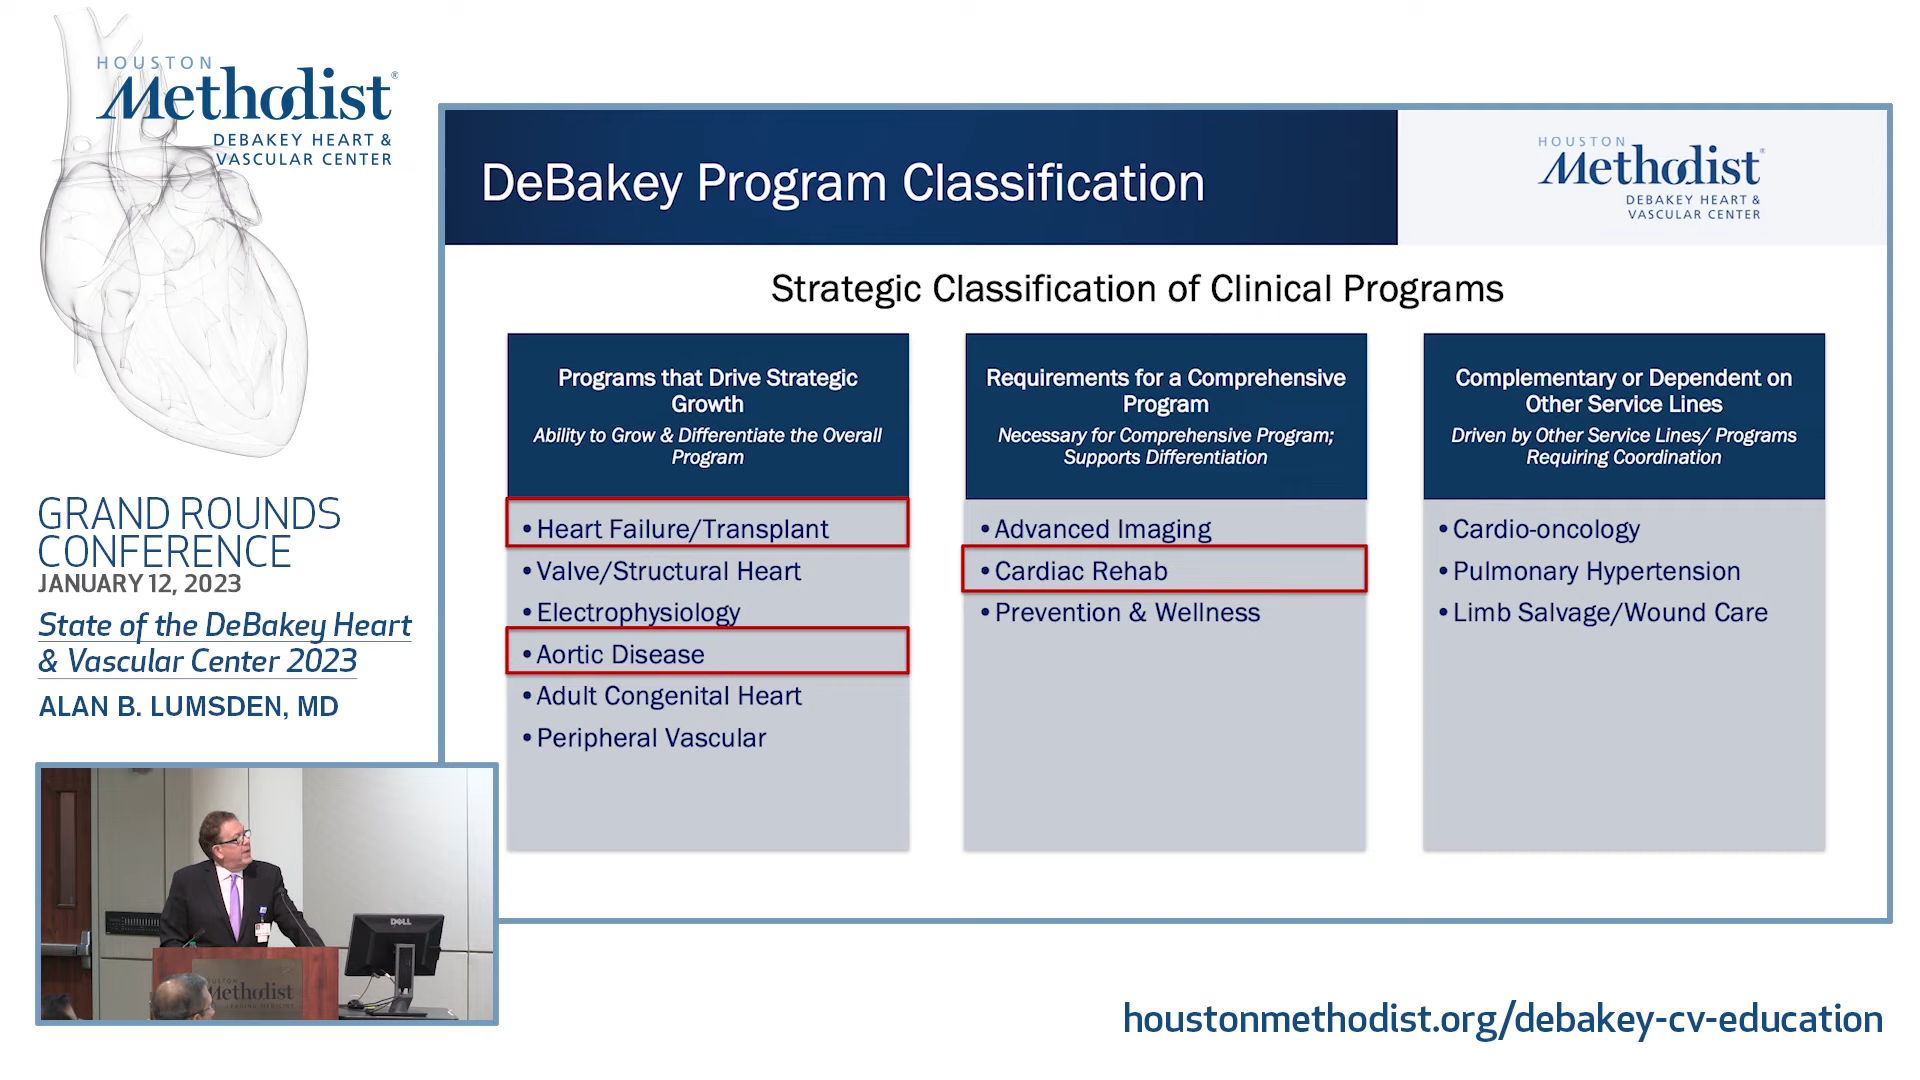 HOUSTON
Methodist®
DEBAKEY HEART &
VASCULAR CENTER
GRAND ROUNDS
CONFERENCE
JANUARY 12, 2023
State of the DeBakey Heart
& Vascular Center 2023
ALAN B. LUMSDEN, MD
DeBakey Program Classification
HOUSTON
Methodist®
DEBAKEY HEART &
VASCULAR CENTER
Strategic Classification of Clinical Programs
Programs that Drive Strategic
Growth
Ability to Grow & Differentiate the Overall
Program
• Heart Failure/Transplant
• Valve/Structural Heart
• Electrophysiology
• Aortic Disease
• Adult Congenital Heart
• Peripheral Vascular
Requirements for a Comprehensive
Program
Necessary for Comprehensive Program;
Supports Differentiation
• Advanced Imaging
• Cardiac Rehab
• Prevention & Wellness
Complementary or Dependent on
Other Service Lines
Driven by Other Service Lines/ Programs
Requiring Coordination
• Cardio-oncology
• Pulmonary Hypertension
• Limb Salvage/Wound Care
DELL
Methodist
houstonmethodist.org/debakey-cv-education